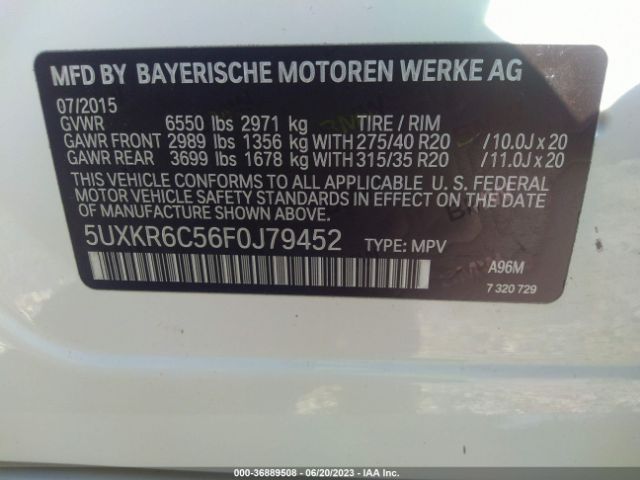 MFD BY BAYERISCHE MOTOREN WERKE AG
07/2015
GVWR 6550 lbs 2971 kg TIRE / RIM
GAWR FRONT 2989 lbs 1356 kg WITH 275/40 R20 /10.0J x 20
GAWR REAR 3699 lbs 1678 kg WITH 315/35 R20 /11.0J x 20
THIS VEHICLE CONFORMS TO ALL APPLICABLE U. S. FEDERAL
MOTOR VEHICLE SAFETY STANDARDS IN EFFECT ON THE
DATE OF MANUFACTURE SHOWN ABOVE.
5UXKR6C56F0J79452 TYPE: MPV
A96M
7 320 729
000-36889508 - 06/20/2023 - IAA Inc.